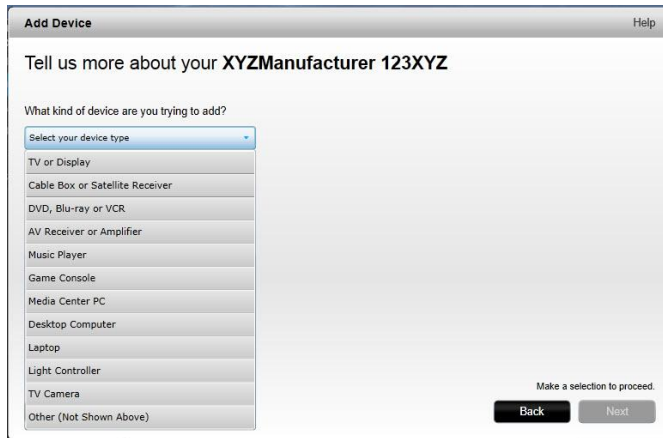 Add Device
Help
Tell us more about your XYZManufacturer 123XYZ
What kind of device are you trying to add?
Select your device type
TV or Display
Cable Box or Satellite Receiver
DVD, Blu-ray or VCR
AV Receiver or Amplifier
Music Player
Game Console
Media Center PC
Desktop Computer
Laptop
Light Controller
TV Camera
Other (Not Shown Above)
Make a selection to proceed.
Back
Next